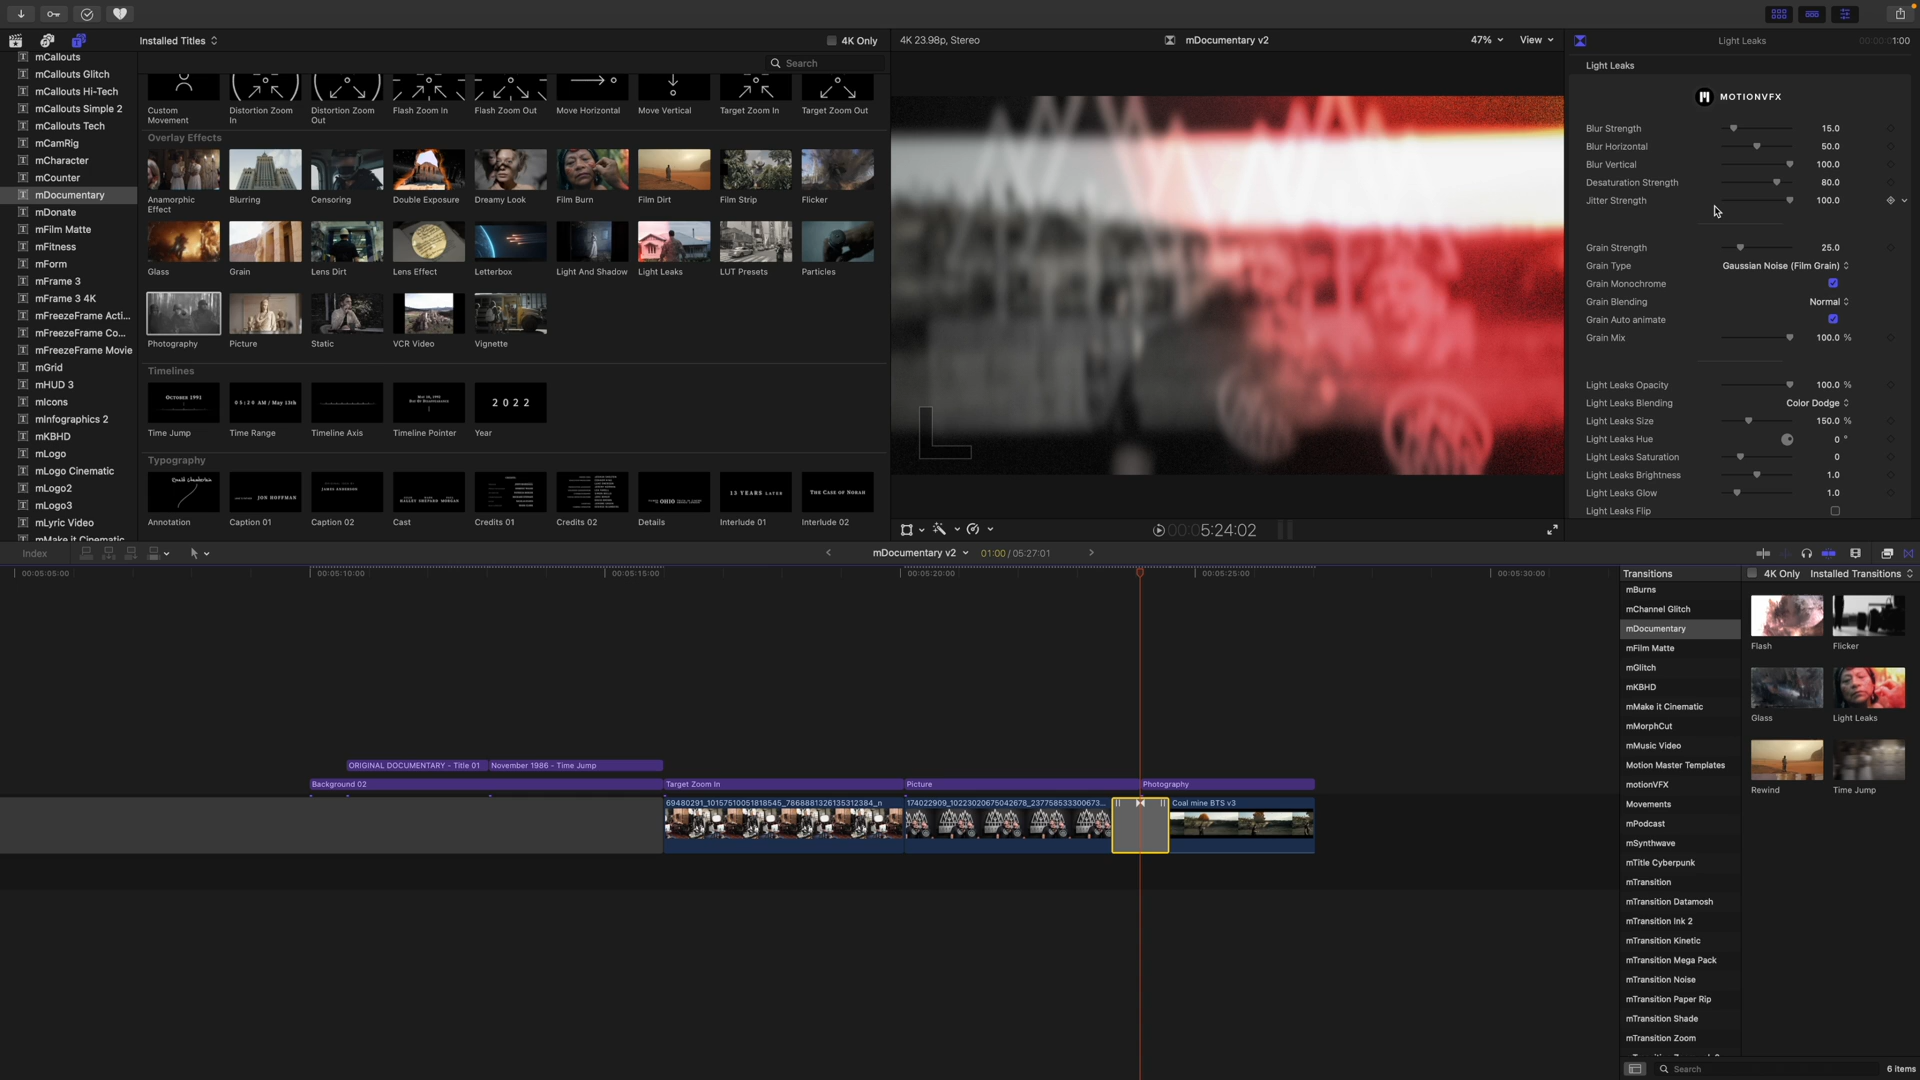 Installed Titles
4K Only
4K 23.98p, Stereo
mDocumentary v2
47%
View
Light Leaks
00:00:01:00
Search
mCallouts
mCallouts Glitch
mCallouts Hi-Tech
mCallouts Simple 2
mCallouts Tech
mCamRig
mCharacter
mCounter
mDocumentary
mDonate
mFilm Matte
mFitness
mForm
mFrame 3
mFrame 3 4K
mFreezeFrame Acti...
mFreezeFrame Co...
mFreezeFrame Movie
mGrid
mHUD 3
mIcons
mInfographics 2
mKBHD
mLogo
mLogo Cinematic
mLogo2
mLogo3
mLyric Video
mMake it Cinematic
Custom Movement
Distortion Zoom In
Distortion Zoom Out
Flash Zoom In
Flash Zoom Out
Move Horizontal
Move Vertical
Target Zoom In
Target Zoom Out
Overlay Effects
Anamorphic Effect
Blurring
Censoring
Double Exposure
Dreamy Look
Film Burn
Film Dirt
Film Strip
Flicker
Glass
Grain
Lens Dirt
Lens Effect
Letterbox
Light And Shadow
Light Leaks
LUT Presets
Particles
Photography
Picture
Static
VCR Video
Vignette
Timelines
October 1991
05:20 AM / May 13th
2022
Time Jump
Time Range
Timeline Axis
Timeline Pointer
Year
Typography
Jon Hoffman
James Anderson
Ohio
13 Years Later
The Case of Norah
Annotation
Caption 01
Caption 02
Cast
Credits 01
Credits 02
Details
Interlude 01
Interlude 02
Light Leaks
MOTIONVFX
Blur Strength 15.0
Blur Horizontal 50.0
Blur Vertical 100.0
Desaturation Strength 80.0
Jitter Strength 100.0
Grain Strength 25.0
Grain Type Gaussian Noise (Film Grain)
Grain Monochrome
Grain Blending Normal
Grain Auto animate
Grain Mix 100.0 %
Light Leaks Opacity 100.0 %
Light Leaks Blending Color Dodge
Light Leaks Size 150.0 %
Light Leaks Hue 0 °
Light Leaks Saturation 0
Light Leaks Brightness 1.0
Light Leaks Glow 1.0
Light Leaks Flip
00:00:5:24:02
Index
mDocumentary v2
01:00 / 05:27:01
00:05:05:00
00:05:10:00
00:05:15:00
00:05:20:00
00:05:25:00
00:05:30:00
ORIGINAL DOCUMENTARY - Title 01
November 1986 - Time Jump
Background 02
Target Zoom In
Picture
Photography
69480291_10157510051818545_7868881326135312384_n
174022909_10223020675042678_237758533300673...
Coal mine BTS v3
Transitions
4K Only
Installed Transitions
mBurns
mChannel Glitch
mDocumentary
mFilm Matte
mGlitch
mKBHD
mMake it Cinematic
mMorphCut
mMusic Video
Motion Master Templates
motionVFX
Movements
mPodcast
mSynthwave
mTitle Cyberpunk
mTransition
mTransition Datamosh
mTransition Ink 2
mTransition Kinetic
mTransition Mega Pack
mTransition Noise
mTransition Paper Rip
mTransition Shade
mTransition Zoom
Flash
Flicker
Glass
Light Leaks
Rewind
Time Jump
Search
6 items